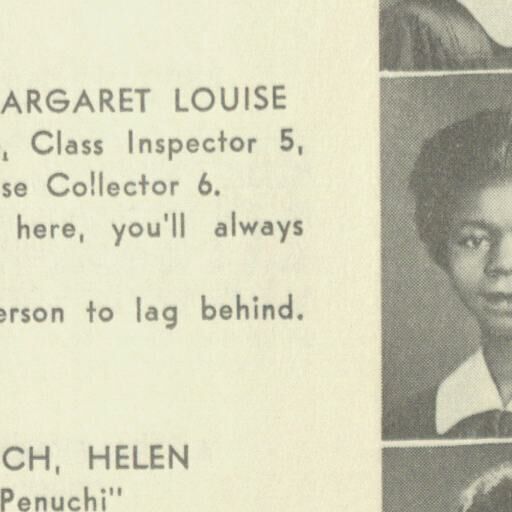 ARGARET LOUISE
, Class Inspector 5,
se Collector 6.
here, you'll always
erson to lag behind.
CH, HELEN
Penuchi"